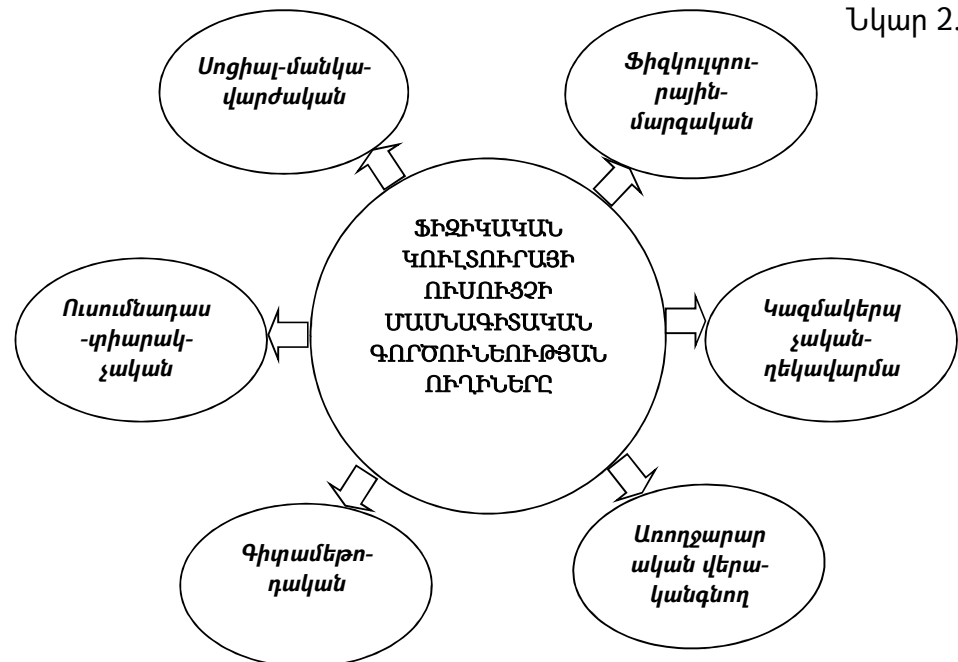 Նկար 2.
Սոցիալ-մանկա-
վարժական
Ֆիզկուլտու-
րային-
մարզական
ՖԻԶԻԿԱԿԱՆ
ԿՈՒԼՏՈՒՐԱՅԻ
ՈՒՍՈՒՑՉԻ
ՄԱՍՆԱԳԻՏԱԿԱՆ
ԳՈՐԾՈՒՆԵՈՒԹՅԱՆ
ՈՒՂԻՆԵՐԸ
Ուսումնադաս
-տիարակ-
չական
Կազմակերպ
չական-
ղեկավարմա
Գիտամեթո-
դական
Առողջարար
ական վերա-
կանգնող